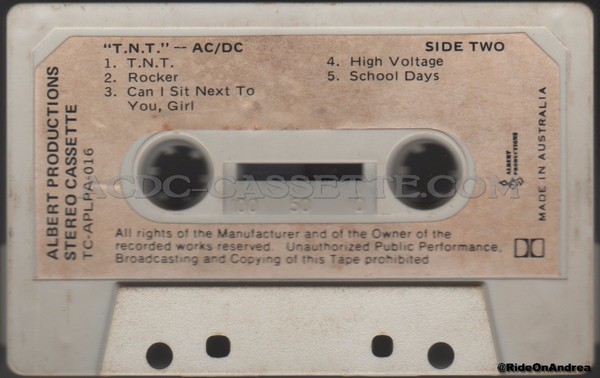 "T.N.T." -- AC/DC
SIDE TWO
1. T.N.T.
2. Rocker
3. Can I Sit Next To
You, Girl
4. High Voltage
5. School Days
ALBERT PRODUCTIONS
STEREO CASSETTE
TC-APLPA-016
ALBERT
PRODUCTIONS
MADE IN AUSTRALIA
ACDC-CASSETTE.COM
100 50 0
All rights of the Manufacturer and of the Owner of the
recorded works reserved. Unauthorized Public Performance,
Broadcasting and Copying of this Tape prohibited
@RideOnAndrea